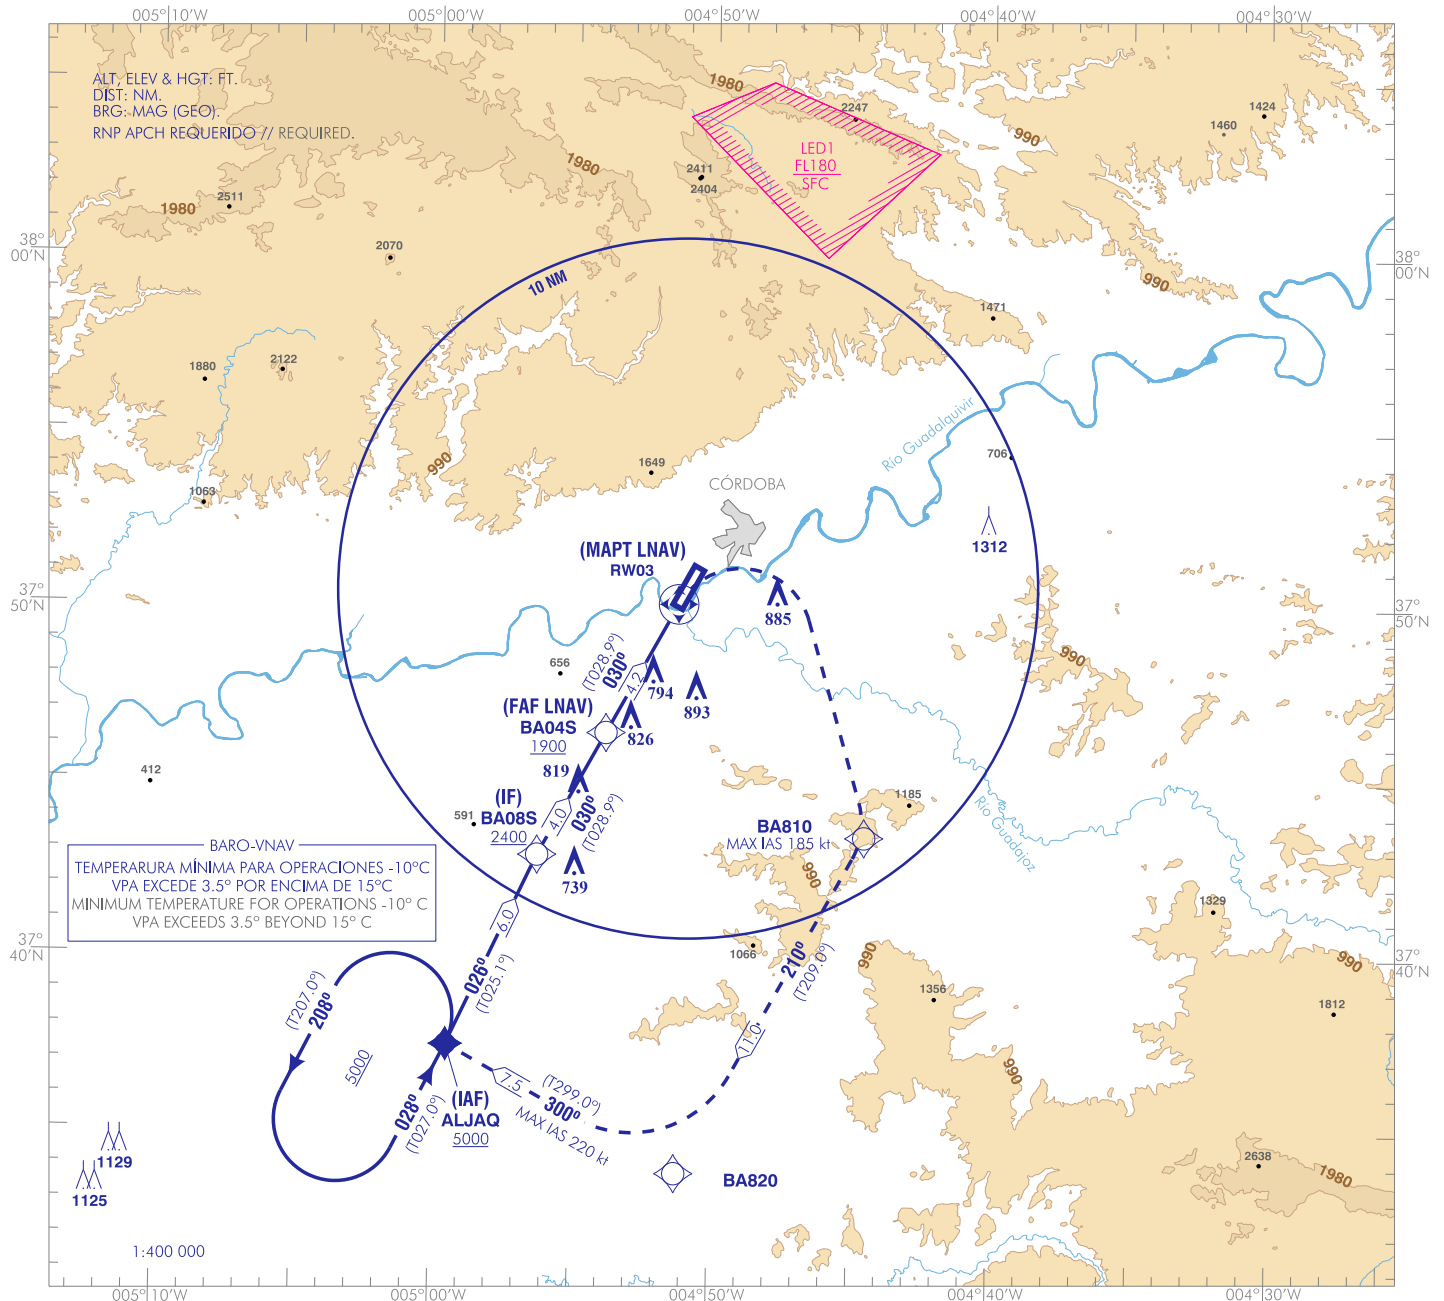 005°10'W
005°00'W
004°50'W
004°40'W
004°30'W
ALT, ELEV & HGT: FT.
DIST: NM.
BRG: MAG (GEO).
RNP APCH REQUERIDO // REQUIRED.
1980
2247
LED1
FL180
SFC
990
1460
1424
1980
2411
2404
1980
2511
2070
38°
00'N
38°
00'N
10 NM
990
1471
1880
2122
Río Guadalquivir
990
1649
1063
CÓRDOBA
706
1312
(MAPT LNAV)
RW03
37°
50'N
37°
50'N
885
656
(T028.9°)
030°
4.2
794
893
990
(FAF LNAV)
BA04S
1900
826
412
819
(IF)
BA08S
2400
591
4.0
030°
(T028.9°)
739
1185
BA810
MAX IAS 185 kt
Río Guadajoz
990
BARO-VNAV
TEMPERARURA MÍNIMA PARA OPERACIONES -10°C
VPA EXCEDE 3.5° POR ENCIMA DE 15°C
MINIMUM TEMPERATURE FOR OPERATIONS -10° C
VPA EXCEEDS 3.5° BEYOND 15° C
37°
40'N
37°
40'N
6.0
026°
(T025.1°)
1066
210°
(T209.0°)
990
1329
990
1356
1812
(T207.0°)
208°
5000
11.0
990
028°
(T027.0°)
(IAF)
ALJAQ
5000
7.5
(T299.0°)
300°
MAX IAS 220 kt
BA820
1129
1125
2638
1980
1:400 000
005°10'W
005°00'W
004°50'W
004°40'W
004°30'W